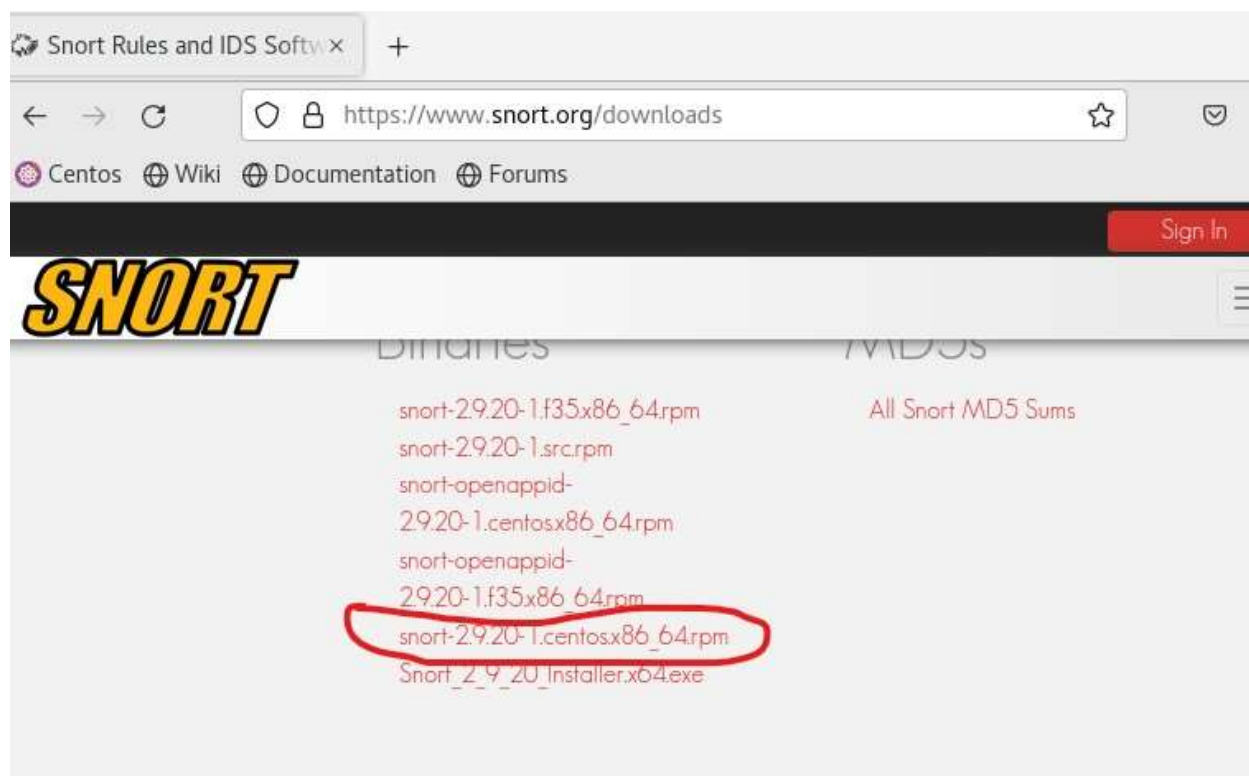 Snort Rules and IDS Softw
https://www.snort.org/downloads
Centos Wiki Documentation Forums
Sign In
SNORT
Binaries MD5s
snort-2.9.20-1.f35.x86_64.rpm All Snort MD5 Sums
snort-2.9.20-1.src.rpm
snort-openappid-
2.9.20-1.centos.x86_64.rpm
snort-openappid-
2.9.20-1.f35.x86_64.rpm
snort-2.9.20-1.centos.x86_64.rpm
Snort_2_9_20_Installer.x64.exe